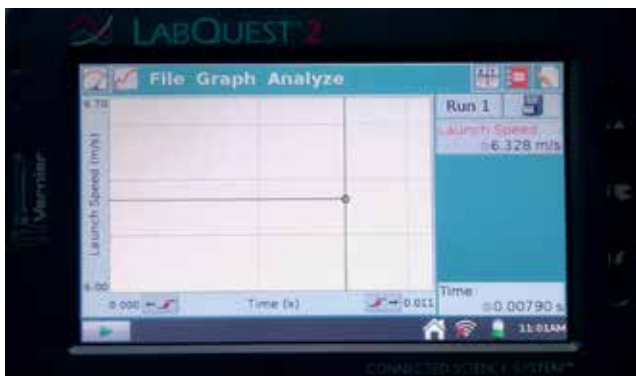 LABQUEST 2
File Graph Analyze
6.70
Run 1
Launch Speed
6.328 m/s
Launch Speed (m/s)
Vernier
6.00
0.000
Time (s)
0.011
Time
0.00790 s
11:01AM
CONNECTED SCIENCE SYSTEM